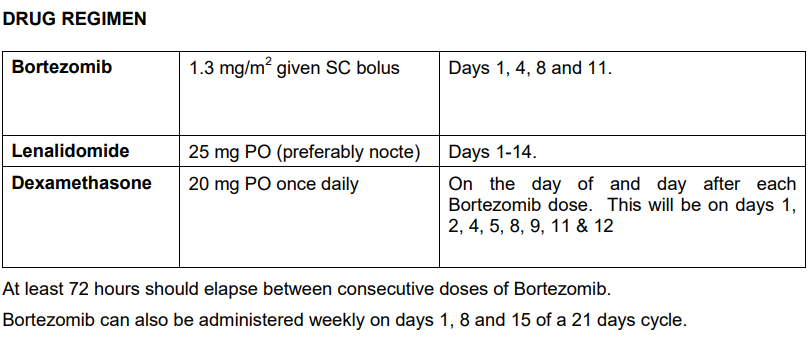 DRUG REGIMEN
Bortezomib
1.3 mg/m² given SC bolus
Days 1, 4, 8 and 11.
Lenalidomide
25 mg PO (preferably nocte)
Days 1-14.
Dexamethasone
20 mg PO once daily
On the day of and day after each
Bortezomib dose. This will be on days 1,
2, 4, 5, 8, 9, 11 & 12
At least 72 hours should elapse between consecutive doses of Bortezomib.
Bortezomib can also be administered weekly on days 1, 8 and 15 of a 21 days cycle.